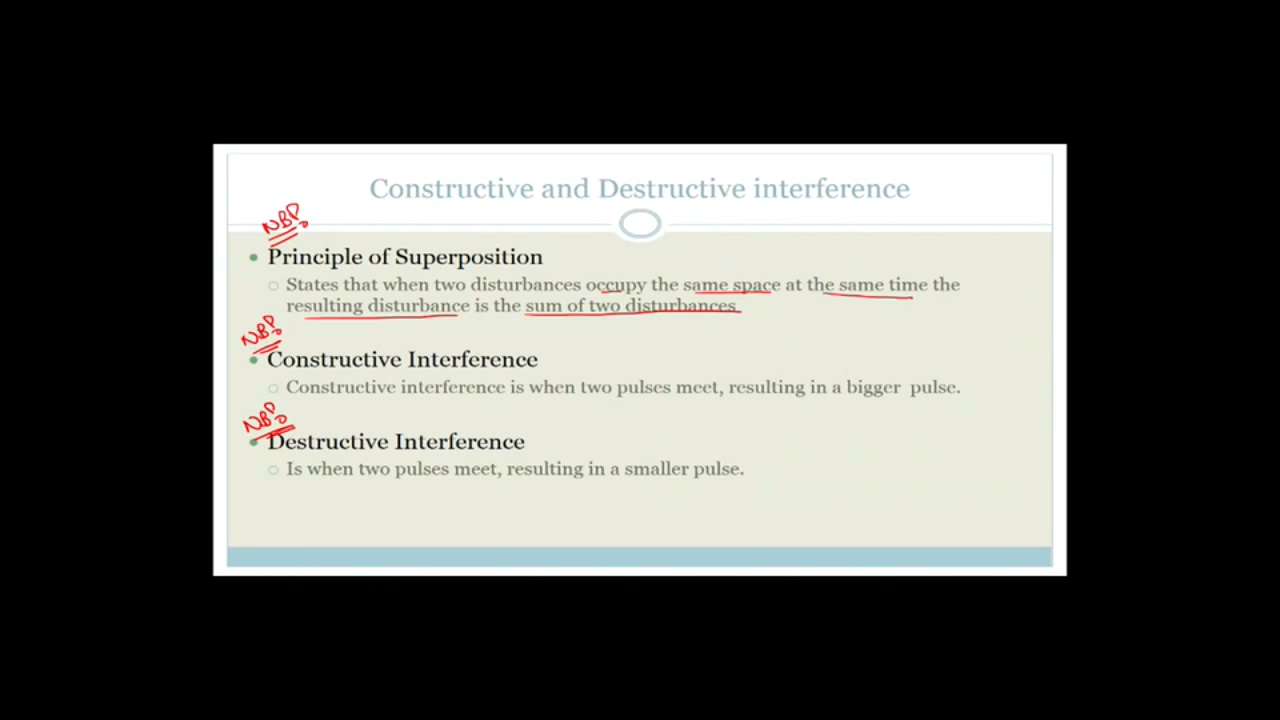 Constructive and Destructive interference
NBP
• Principle of Superposition
States that when two disturbances occupy the same space at the same time the
resulting disturbance is the sum of two disturbances.
NBP
• Constructive Interference
Constructive interference is when two pulses meet, resulting in a bigger pulse.
NBP
• Destructive Interference
Is when two pulses meet, resulting in a smaller pulse.